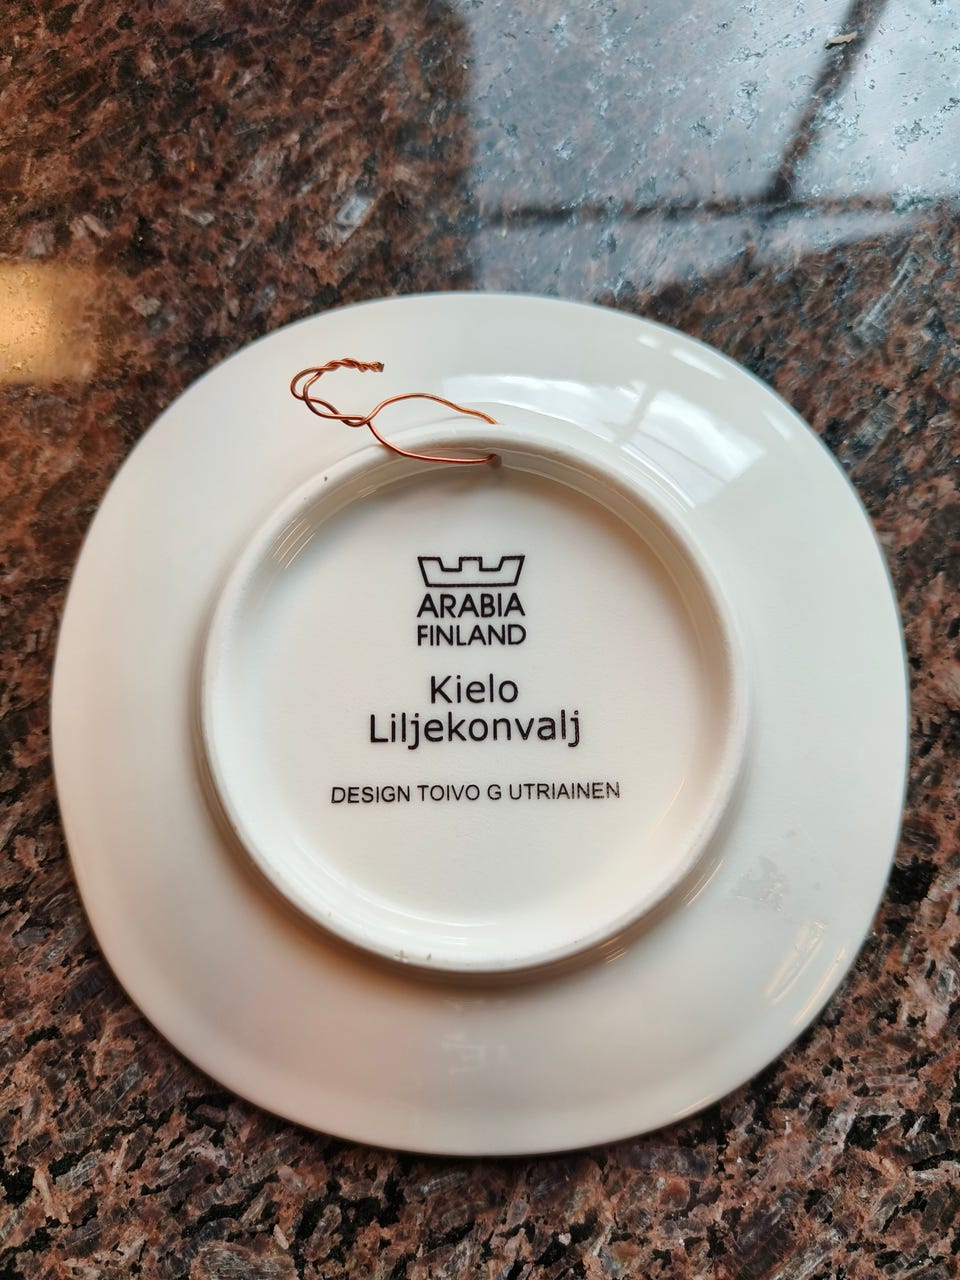 ARABIA
FINLAND
Kielo
Liljekonvalj
DESIGN TOIVO G UTRIAINEN